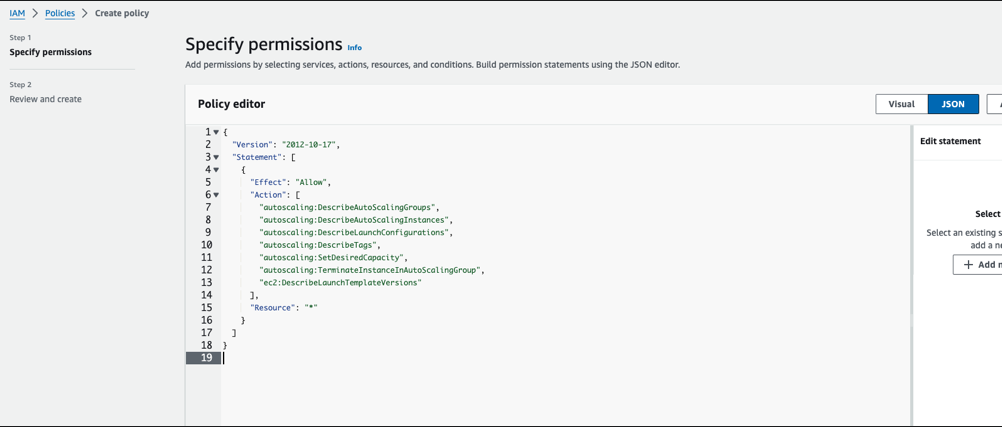 IAM > Policies > Create policy
Step 1
Specify permissions
Step 2
Review and create
Specify permissions Info
Add permissions by selecting services, actions, resources, and conditions. Build permission statements using the JSON editor.
Policy editor
Visual JSON
1 {
2 "Version": "2012-10-17",
3 "Statement": [
4 {
5 "Effect": "Allow",
6 "Action": [
7 "autoscaling:DescribeAutoScalingGroups",
8 "autoscaling:DescribeAutoScalingInstances",
9 "autoscaling:DescribeLaunchConfigurations",
10 "autoscaling:DescribeTags",
11 "autoscaling:SetDesiredCapacity",
12 "autoscaling:TerminateInstanceInAutoScalingGroup",
13 "ec2:DescribeLaunchTemplateVersions"
14 ],
15 "Resource": "*"
16 }
17 ]
18 }
19
Edit statement
Select
Select an existing s
add a ne
+ Add n